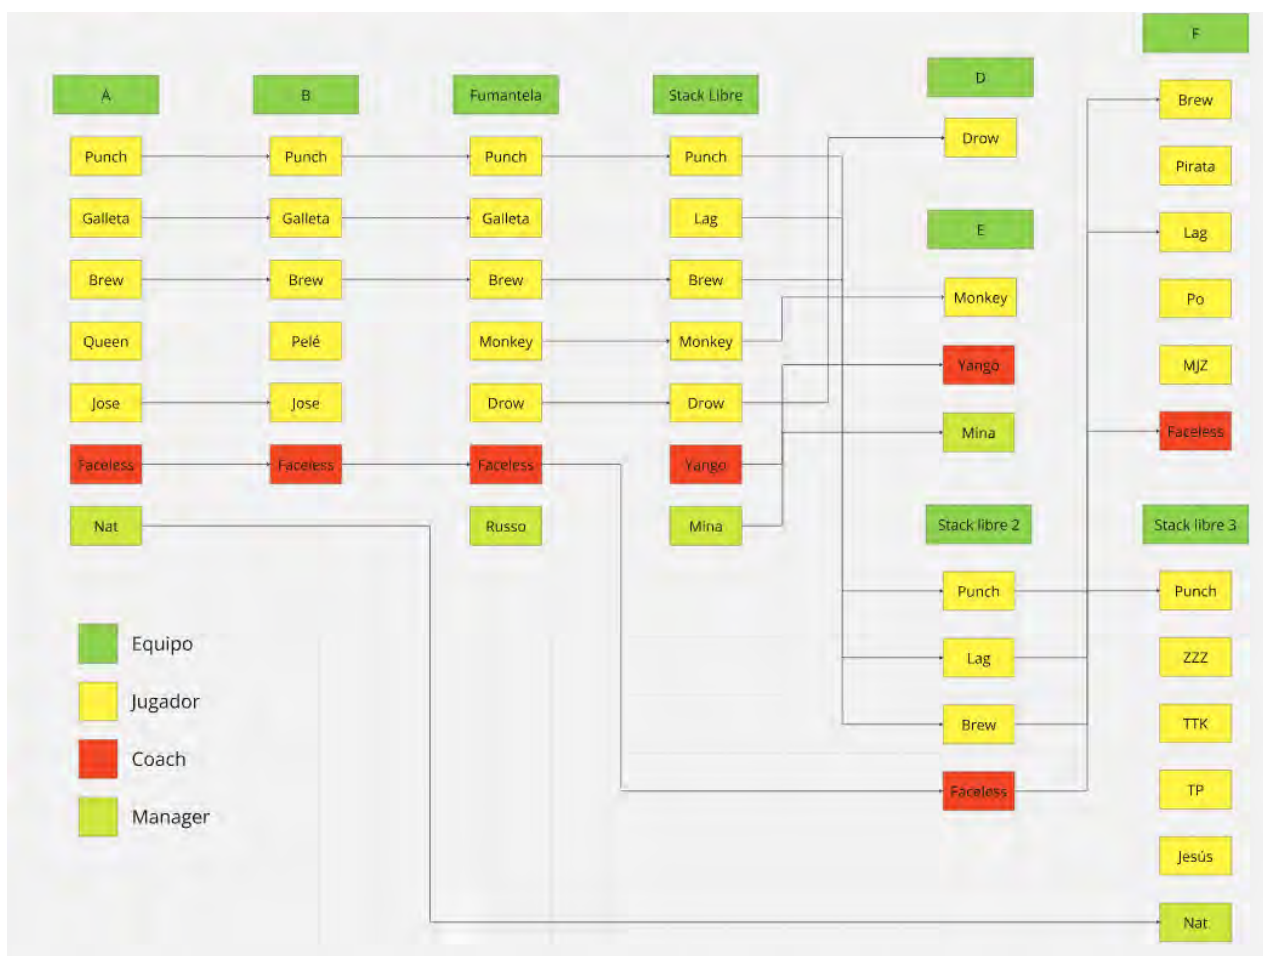 A
Punch
Galleta
Brew
Queen
Jose
Faceless
Nat
B
Punch
Galleta
Brew
Pelé
Jose
Faceless
Fumantela
Punch
Galleta
Brew
Monkey
Drow
Faceless
Russo
Stack Libre
Punch
Lag
Brew
Monkey
Drow
Yango
Mina
D
Drow
E
Monkey
Yango
Mina
Stack libre 2
Punch
Lag
Brew
Faceless
F
Brew
Pirata
Lag
Po
MJZ
Faceless
Stack libre 3
Punch
ZZZ
TTK
TP
Jesús
Nat
Equipo
Jugador
Coach
Manager